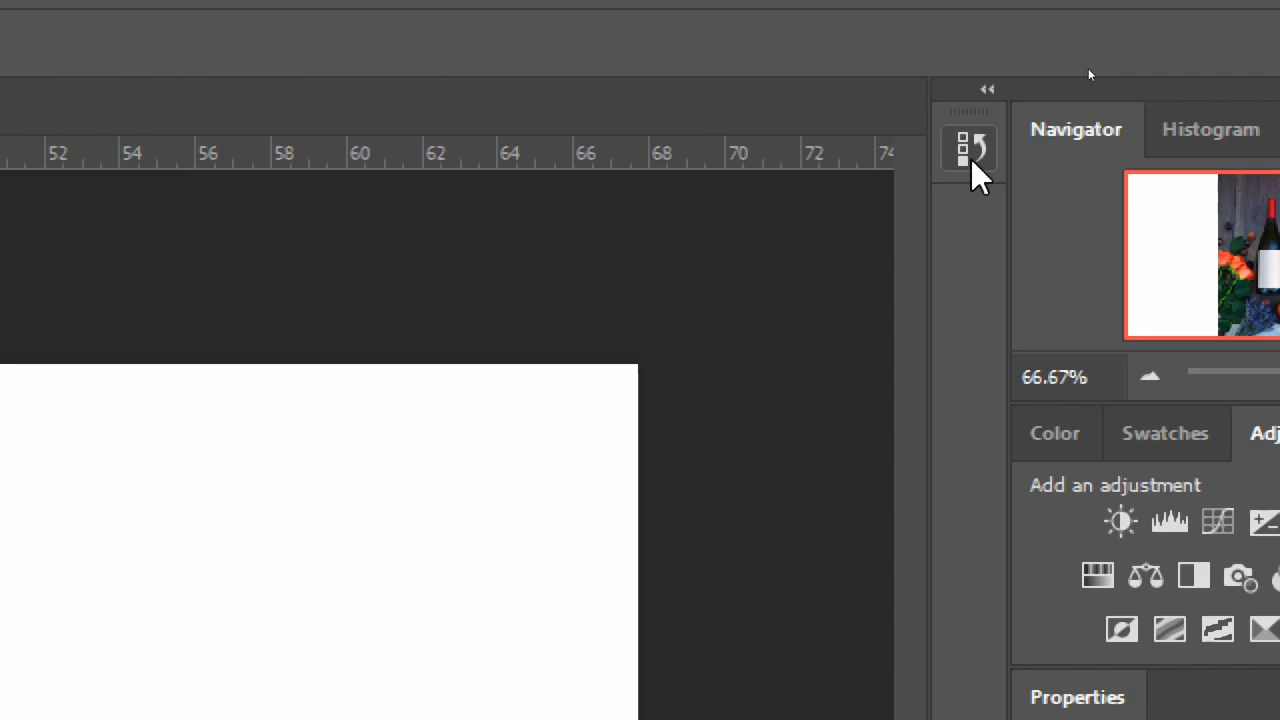 Navigator Histogram
52 54 56 58 60 62 64 66 68 70 72 74
66.67%
Color Swatches Adj
Add an adjustment
Properties